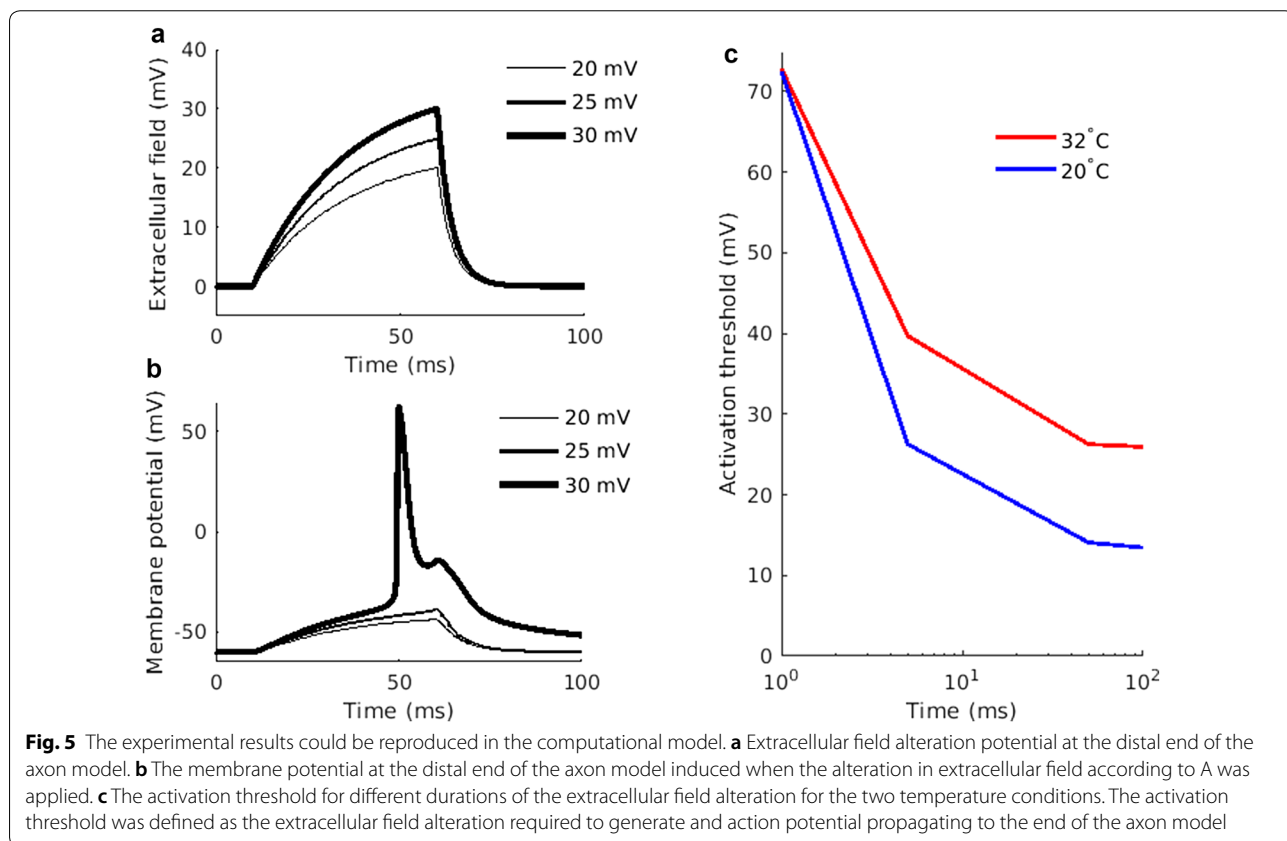 a
40
30
20
10
0
Extracellular field (mV)
20 mV
25 mV
30 mV
0
50
100
Time (ms)
b
50
0
-50
Membrane potential (mV)
20 mV
25 mV
30 mV
0
50
100
Time (ms)
c
70
60
50
40
30
20
10
0
Activation threshold (mV)
32°C
20°C
10⁰
10¹
10²
Time (ms)
Fig. 5 The experimental results could be reproduced in the computational model. a Extracellular field alteration potential at the distal end of the
axon model. b The membrane potential at the distal end of the axon model induced when the alteration in extracellular field according to A was
applied. c The activation threshold for different durations of the extracellular field alteration for the two temperature conditions. The activation
threshold was defined as the extracellular field alteration required to generate and action potential propagating to the end of the axon model